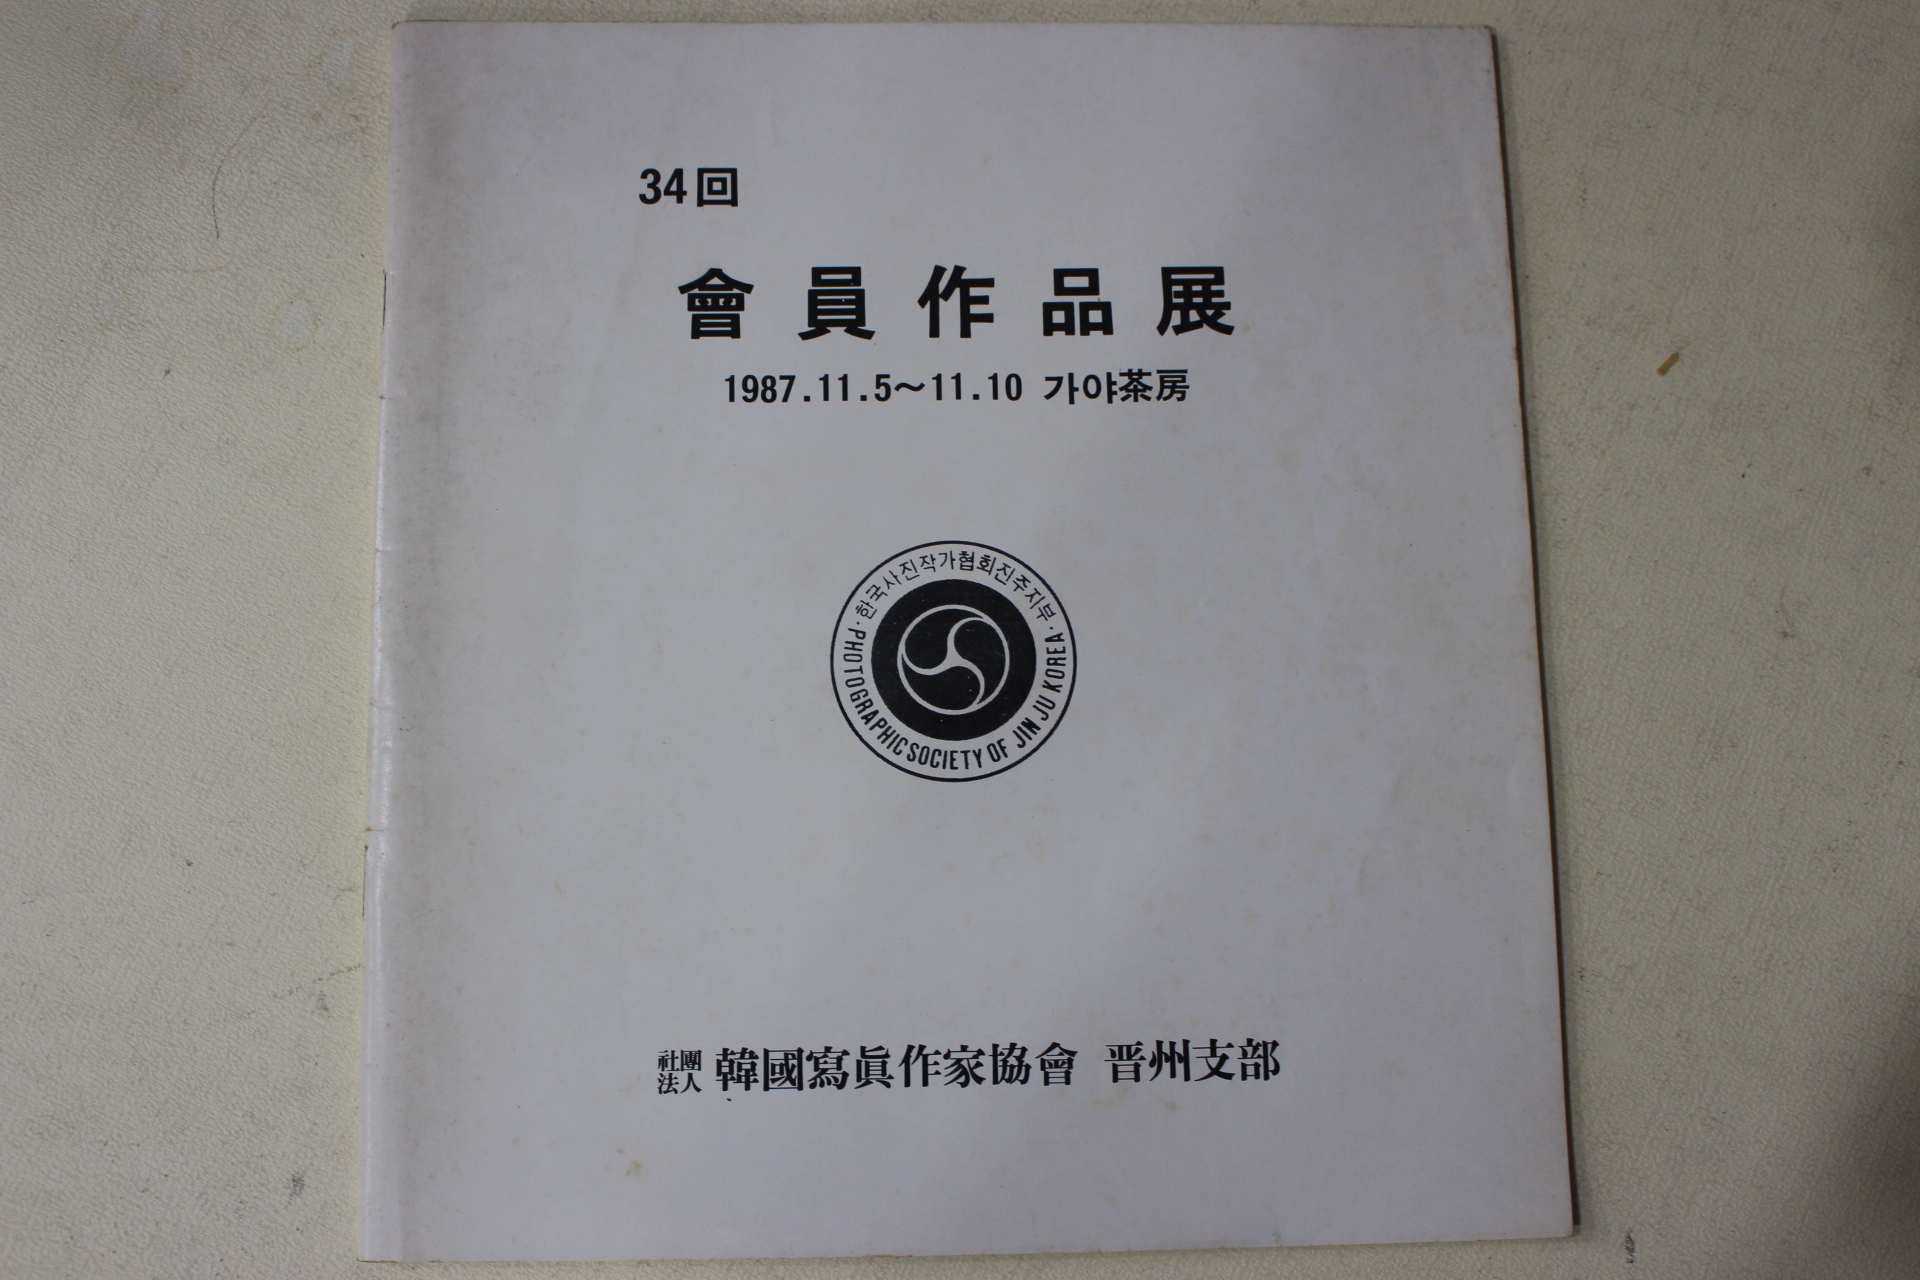 34回
會員作品展
1987.11.5～11.10 가야茶房
·한국사진작가협회진주지부·
PHOTOGRAPHIC SOCIETY OF JIN JU KOREA
社團法人 韓國寫眞作家協會 晋州支部